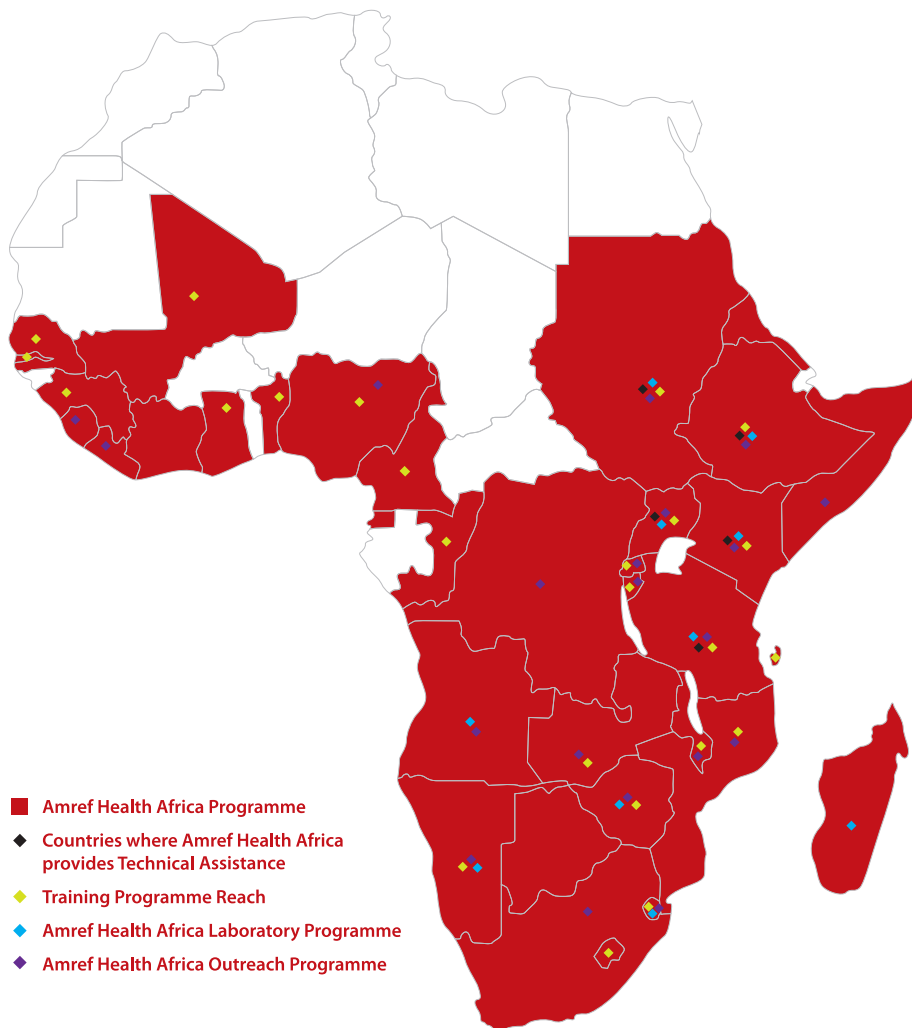 Amref Health Africa Programme
Countries where Amref Health Africa
provides Technical Assistance
Training Programme Reach
Amref Health Africa Laboratory Programme
Amref Health Africa Outreach Programme